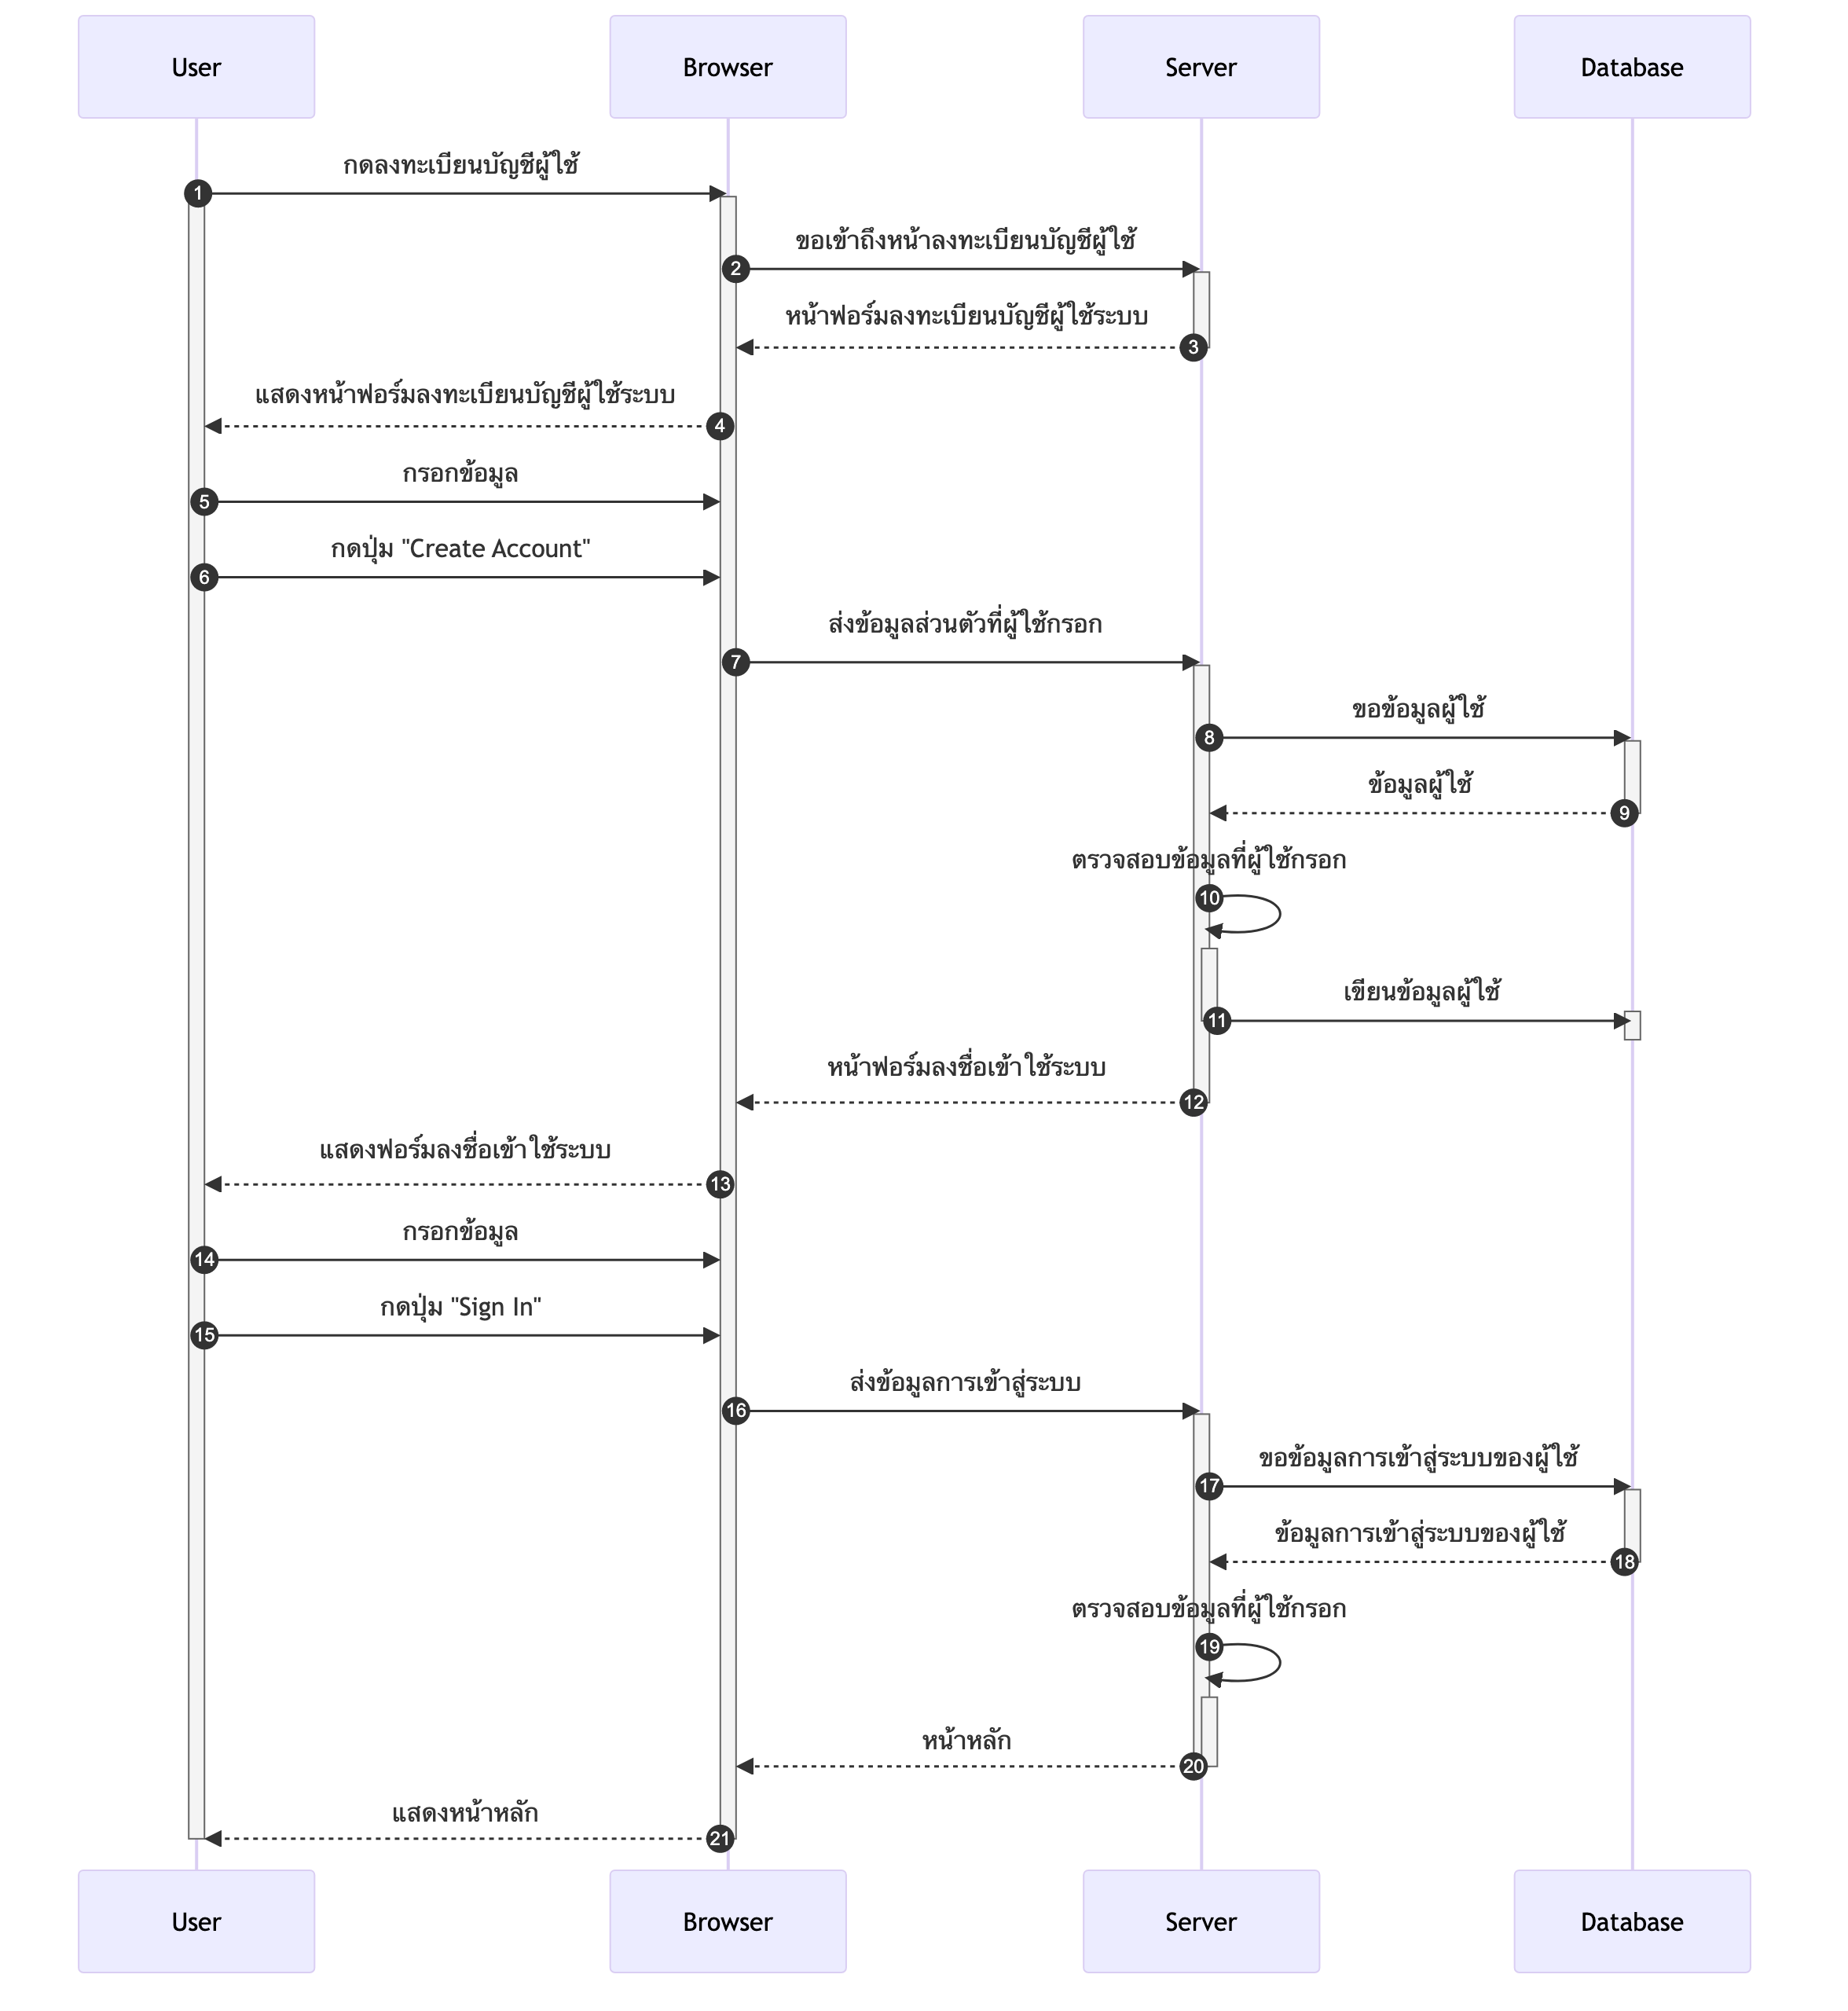 User
Browser
Server
Database
กดลงทะเบียนบัญชีผู้ใช้
1
ขอเข้าถึงหน้าลงทะเบียนบัญชีผู้ใช้
2
หน้าฟอร์มลงทะเบียนบัญชีผู้ใช้ระบบ
3
แสดงหน้าฟอร์มลงทะเบียนบัญชีผู้ใช้ระบบ
4
กรอกข้อมูล
5
กดปุ่ม "Create Account"
6
ส่งข้อมูลส่วนตัวที่ผู้ใช้กรอก
7
ขอข้อมูลผู้ใช้
8
ข้อมูลผู้ใช้
9
ตรวจสอบข้อมูลที่ผู้ใช้กรอก
10
เขียนข้อมูลผู้ใช้
11
หน้าฟอร์มลงชื่อเข้าใช้ระบบ
12
แสดงฟอร์มลงชื่อเข้าใช้ระบบ
13
กรอกข้อมูล
14
กดปุ่ม "Sign In"
15
ส่งข้อมูลการเข้าสู่ระบบ
16
ขอข้อมูลการเข้าสู่ระบบของผู้ใช้
17
ข้อมูลการเข้าสู่ระบบของผู้ใช้
18
ตรวจสอบข้อมูลที่ผู้ใช้กรอก
19
หน้าหลัก
20
แสดงหน้าหลัก
21
User
Browser
Server
Database